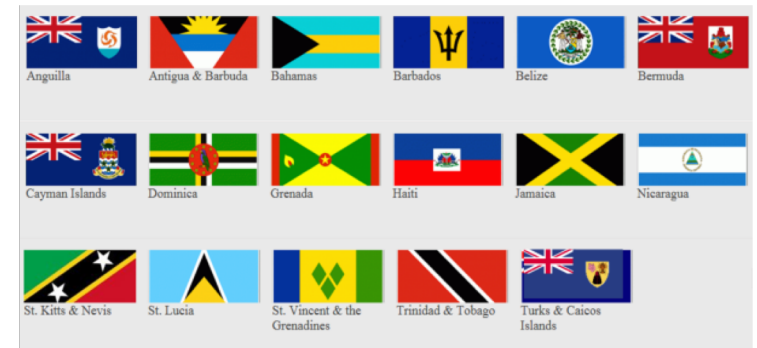 Anguilla
Antigua & Barbuda
Bahamas
Barbados
Belize
Bermuda
Cayman Islands
Dominica
Grenada
Haiti
Jamaica
Nicaragua
St. Kitts & Nevis
St. Lucia
St. Vincent & the
Grenadines
Trinidad & Tobago
Turks & Caicos
Islands